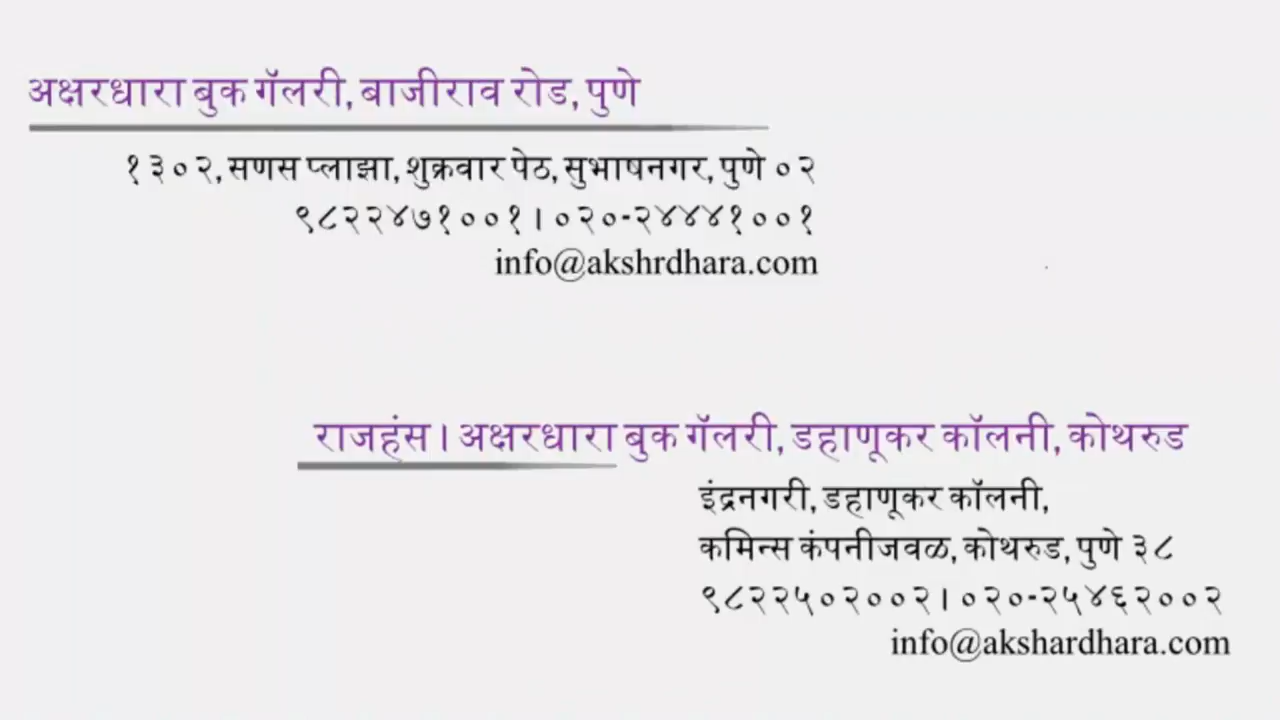 अक्षरधारा बुक गॅलरी, बाजीराव रोड, पुणे
१३०२, सणस प्लाझा, शुक्रवार पेठ, सुभाषनगर, पुणे ०२
९८२२४७१००१ । ०२०-२४४४१००१
info@akshrdhara.com
राजहंस । अक्षरधारा बुक गॅलरी, डहाणूकर कॉलनी, कोथरुड
इंद्रनगरी, डहाणूकर कॉलनी,
कमिन्स कंपनीजवळ, कोथरुड, पुणे ३८
९८२२५०२००२ । ०२०-२५४६२००२
info@akshardhara.com